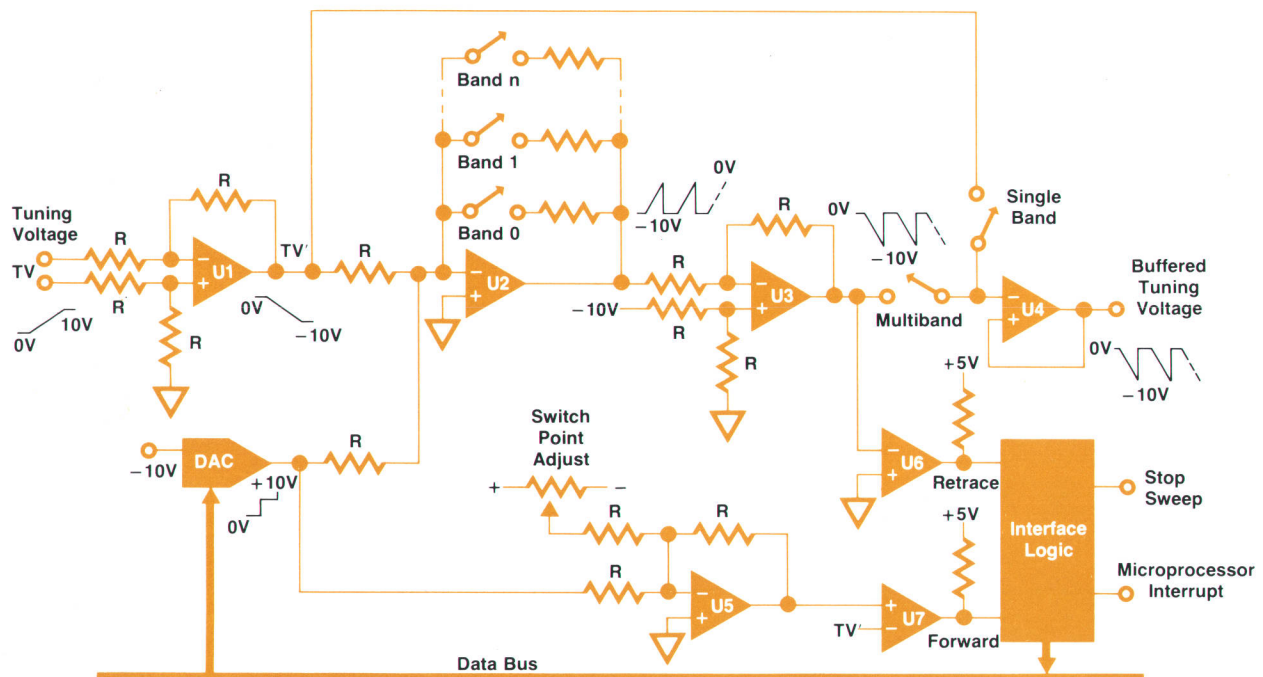 Band n
Band 1
0V
Single
Band
R
Band 0
−10V
R
0V
−10V
Tuning
Voltage
R
−
U1
+
TV′
R
−
U2
+
R
−
U3
+
Buffered
Tuning
Voltage
TV
R
10V
0V
0V
−10V
−10V
R
Multiband
−
U4
+
R
R
0V
−10V
+5V
Switch
Point
Adjust
−10V
DAC
R
+10V
0V
+
−
−
U6
+
Retrace
Stop
Sweep
R
R
+5V
Interface
Logic
R
−
U5
+
Microprocessor
Interrupt
+
U7
−
TV′
Forward
Data Bus